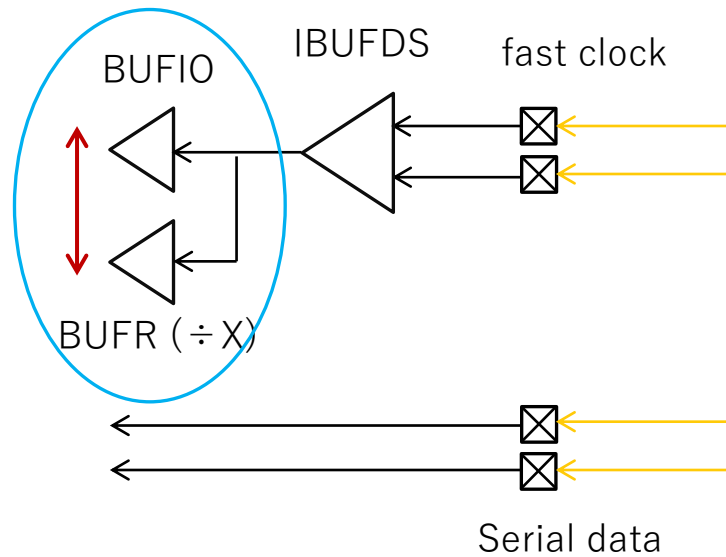 IBUFDS
fast clock
BUFIO
BUFR (÷X)
Serial data